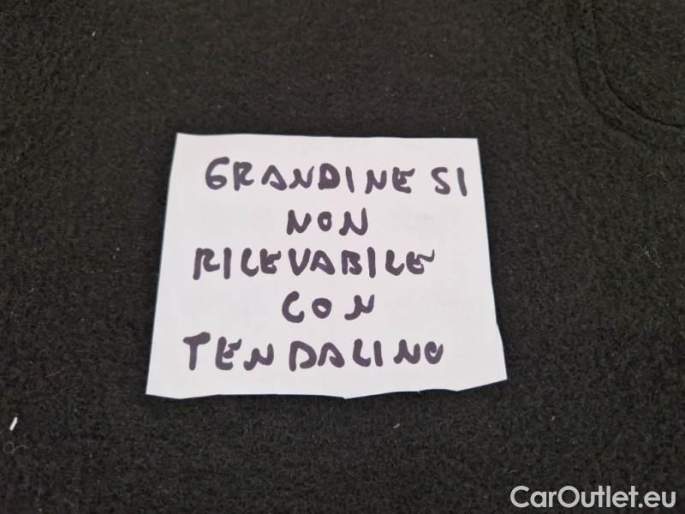 GRANDINE SI
NON
RILEVABILE
CON
TENDALINO
CarOutlet.eu